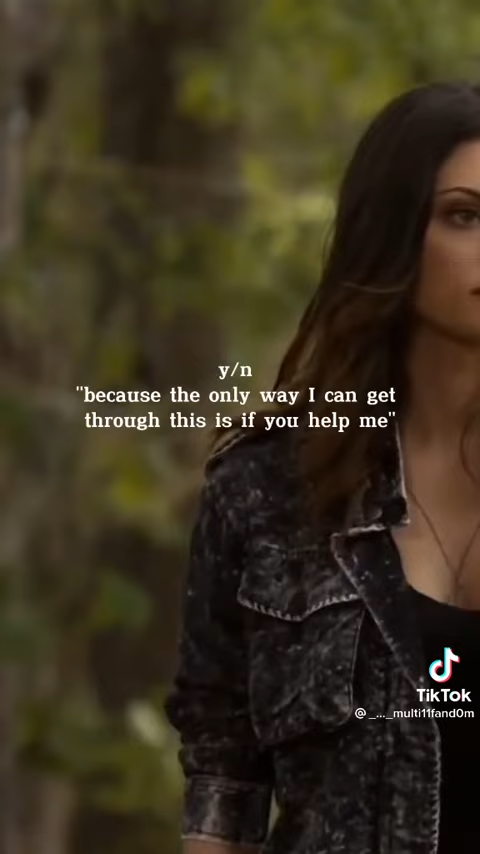 y/n
"because the only way I can get
through this is if you help me"
TikTok
@_..._multi11fand0m